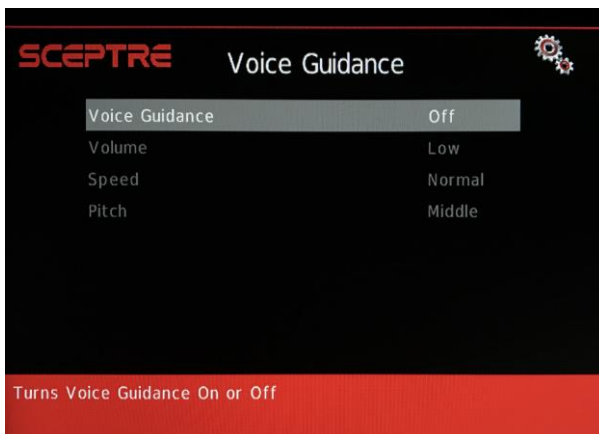 SCEPTRE
Voice Guidance
Voice Guidance Off
Volume Low
Speed Normal
Pitch Middle
Turns Voice Guidance On or Off